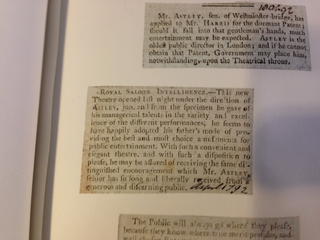 Mr. ASTLEY, sen. of Westminster-bridge, has
applied to Mr. HARRIS for the dormant Patent;
should it fall into that gentleman's hands, much
entertainment may be expected. ASTLEY is the
oldest public director in London; and if he cannot
obtain that Patent, Government may place him,
notwithstanding, upon the Theatrical throne.
ROYAL SALOON INTELLIGENCE.—This new
Theatre opened last night under the direction of
ASTLEY, jun. and from the specimen he gave of
his managerial talents in the variety and excel-
lence of the different performances, he seems to
have happily adopted his father's mode of pro-
viding the best and most choice amusements for
public entertainment. With such a convenient and
elegant theatre, and with such a disposition to
please, he may be assured of receiving the same dis-
tinguished encouragement which Mr. ASTLEY,
senior has so long and liberally received from a
generous and discerning public. April 1792
The Public will always go where they please,
because they know where true merit